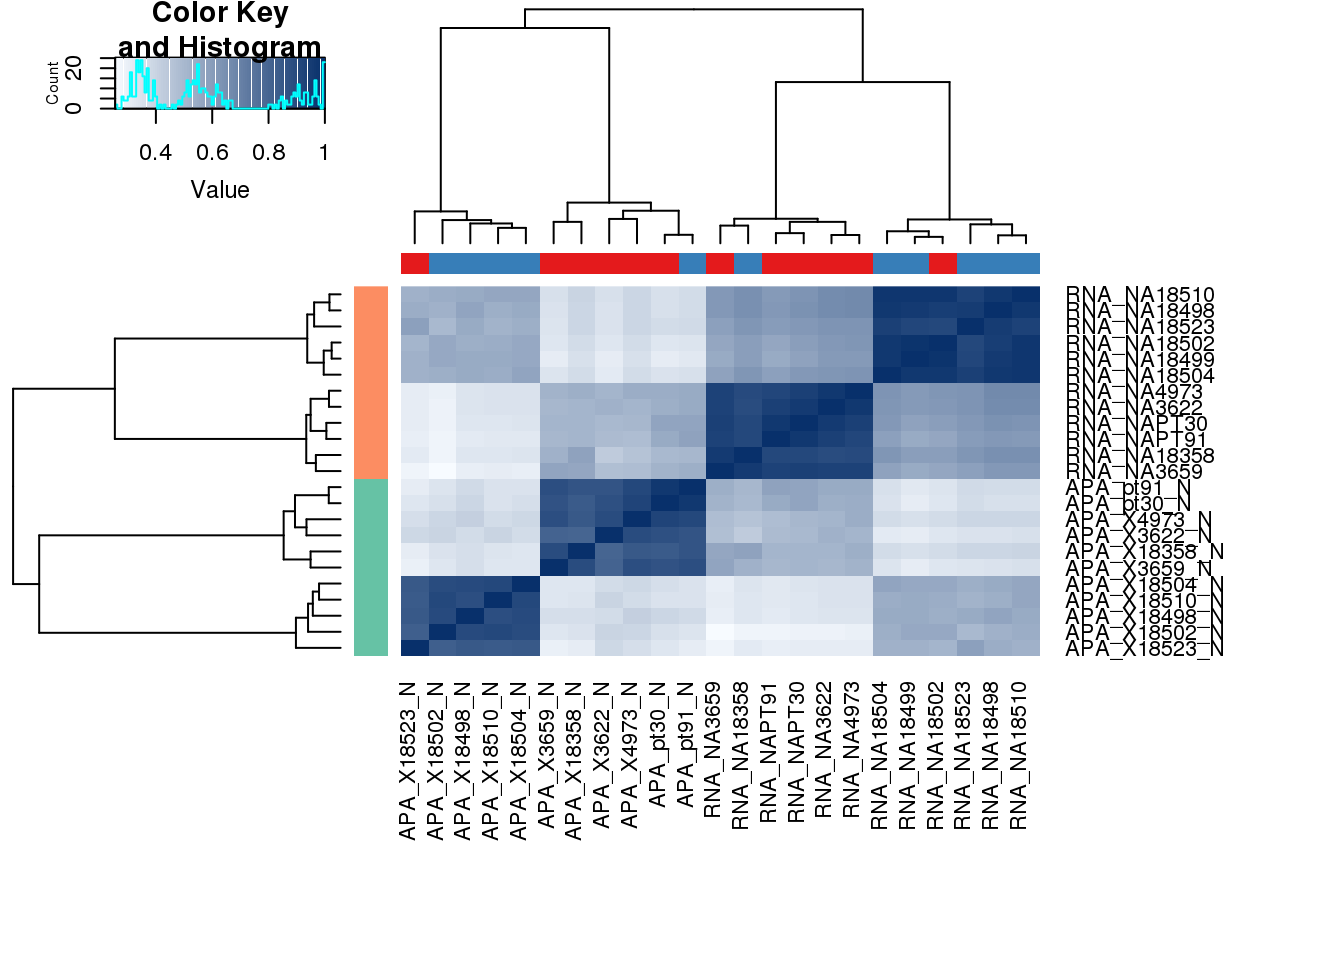 Color Key
and Histogram
Count
0 20
0.4 0.6 0.8 1
Value
RNA_NA18510
RNA_NA18498
RNA_NA18523
RNA_NA18502
RNA_NA18499
RNA_NA18504
RNA_NA4973
RNA_NA3622
RNA_NAPT30
RNA_NAPT91
RNA_NA18358
RNA_NA3659
APA_pt91_N
APA_pt30_N
APA_X4973_N
APA_X3622_N
APA_X18358_N
APA_X3659_N
APA_X18504_N
APA_X18510_N
APA_X18498_N
APA_X18502_N
APA_X18523_N
APA_X18523_N
APA_X18502_N
APA_X18498_N
APA_X18510_N
APA_X18504_N
APA_X3659_N
APA_X18358_N
APA_X3622_N
APA_X4973_N
APA_pt30_N
APA_pt91_N
RNA_NA3659
RNA_NA18358
RNA_NAPT91
RNA_NAPT30
RNA_NA3622
RNA_NA4973
RNA_NA18504
RNA_NA18499
RNA_NA18502
RNA_NA18523
RNA_NA18498
RNA_NA18510